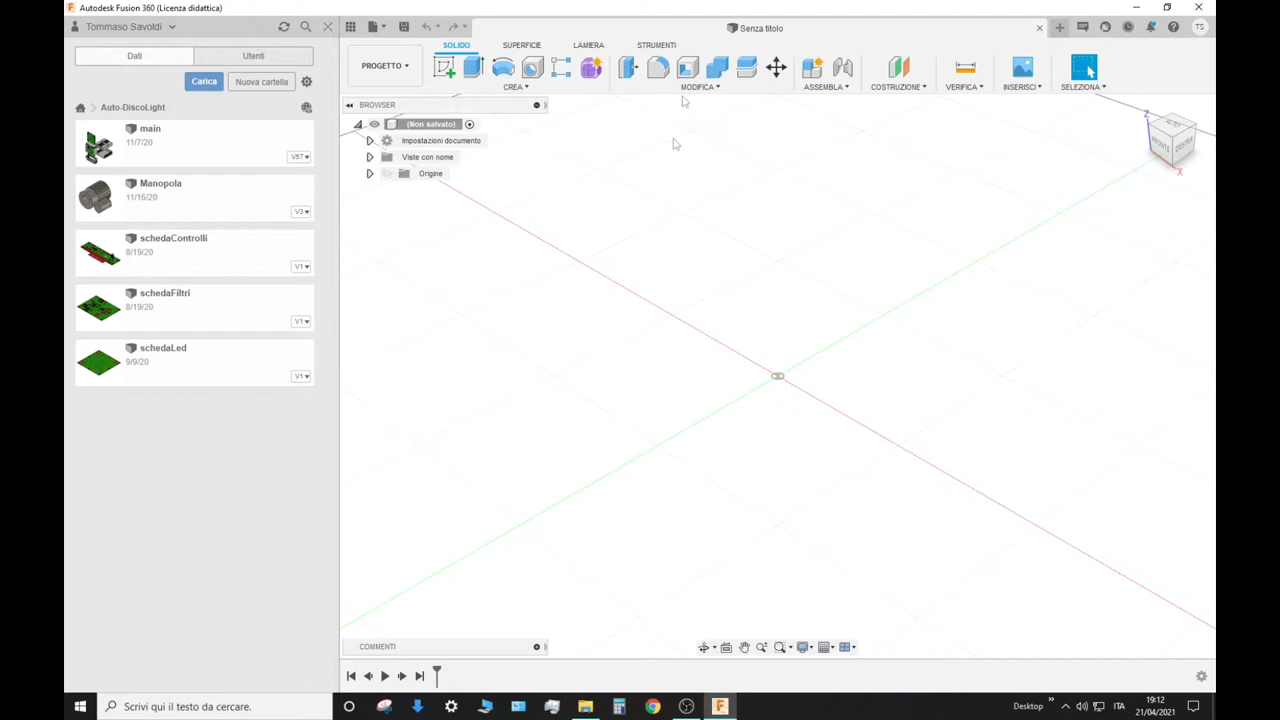 Autodesk Fusion 360 (Licenza didattica)
Tommaso Savoldi
Senza titolo
TS
Dati
Utenti
SOLIDO
SUPERFICIE
LAMIERA
STRUMENTI
PROGETTO
Carica
Nuova cartella
CREA
MODIFICA
ASSEMBLA
COSTRUZIONE
VERIFICA
INSERISCI
SELEZIONA
Auto-DiscoLight
BROWSER
main
11/7/20
V57
Manopola
11/16/20
V3
schedaControlli
8/19/20
V1
schedaFiltri
8/19/20
V1
schedaLed
9/9/20
V1
(Non salvato)
Impostazioni documento
Viste con nome
Origine
Z
FRONTE
DESTRA
X
COMMENTI
Scrivi qui il testo da cercare.
Desktop
ITA
19:12
21/04/2021